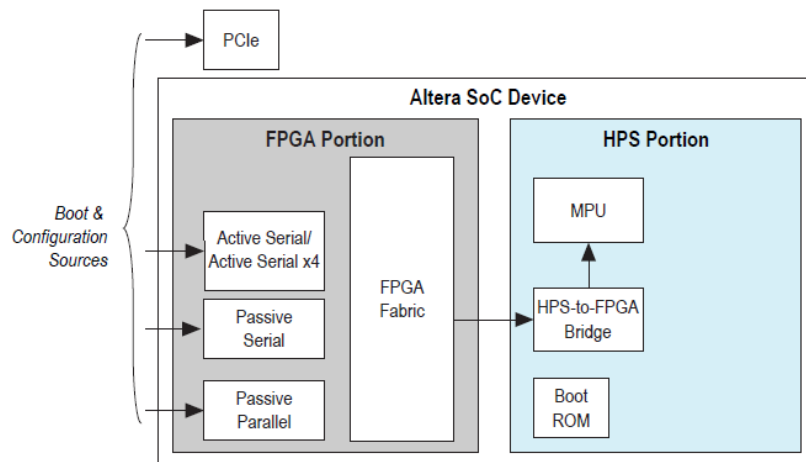 PCIe
Altera SoC Device
FPGA Portion
HPS Portion
Boot &
Configuration
Sources
Active Serial/
Active Serial x4
Passive
Serial
Passive
Parallel
FPGA
Fabric
MPU
HPS-to-FPGA
Bridge
Boot
ROM